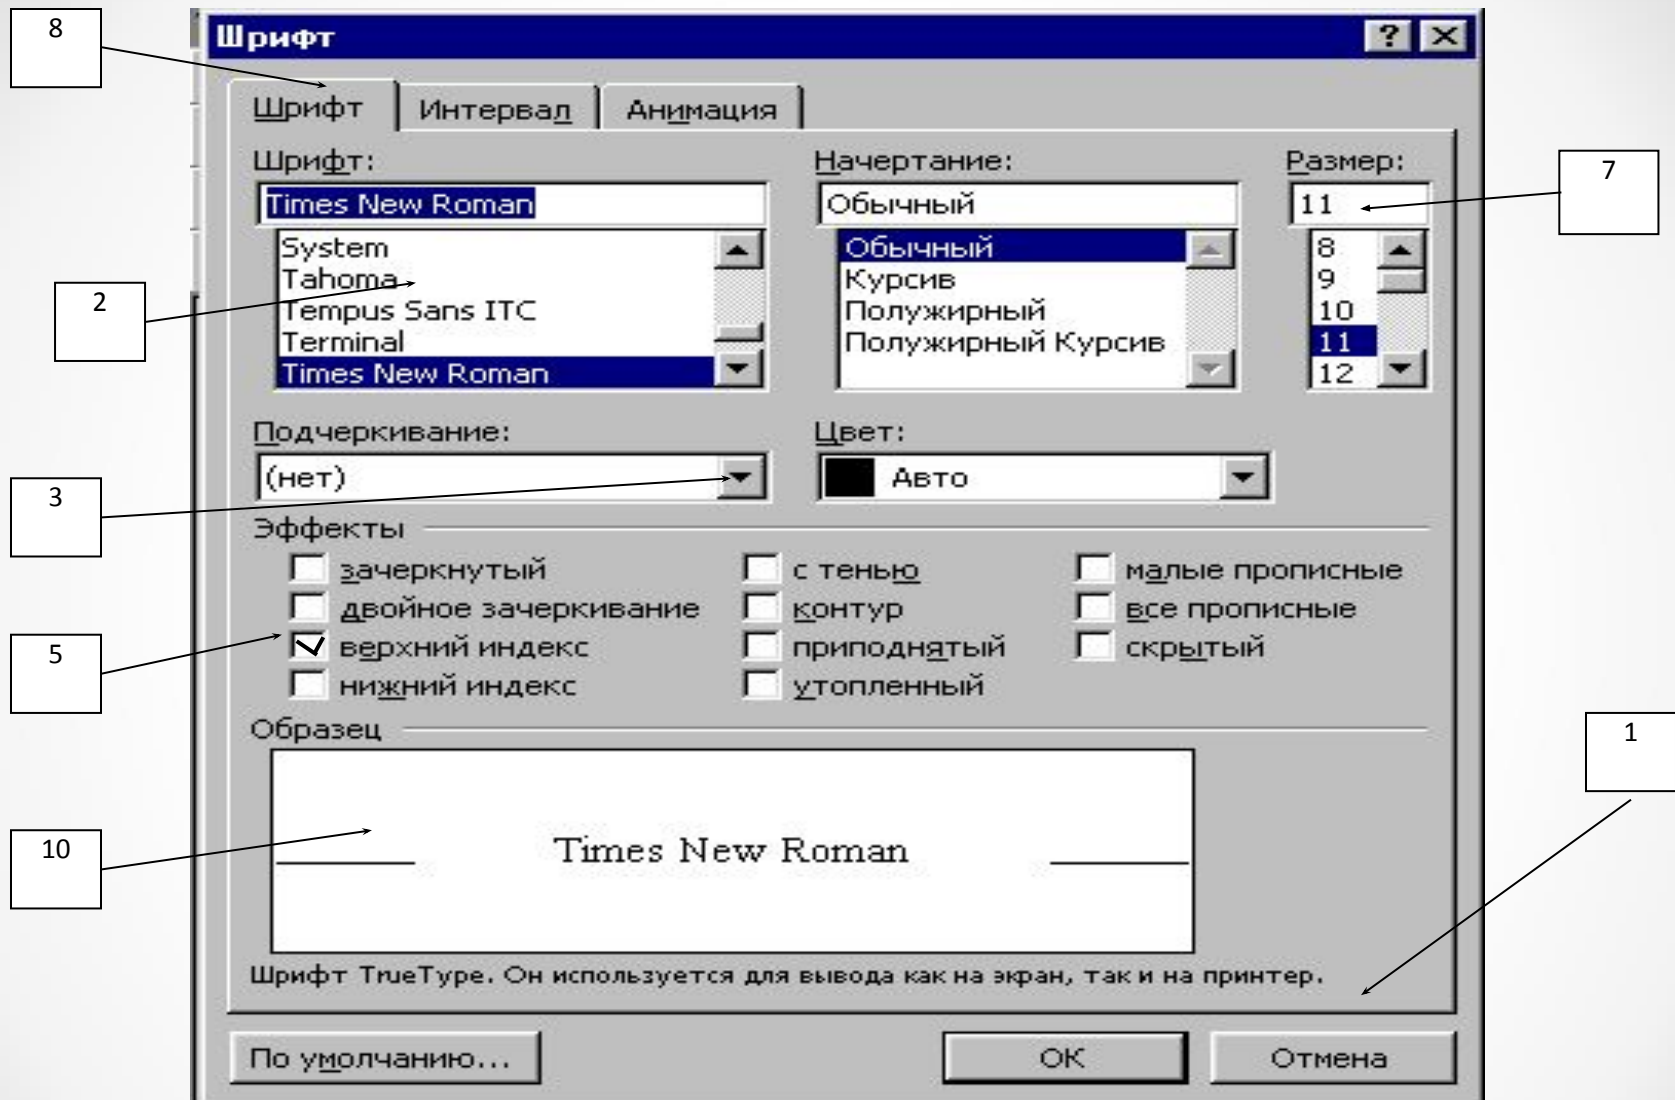 8
Шрифт
Шрифт Интервал Анимация
Шрифт: Начертание: Размер:
7
Times New Roman Обычный 11
System Обычный 8
Tahoma Курсив 9
2
Tempus Sans ITC Полужирный 10
Terminal Полужирный Курсив 11
Times New Roman 12
Подчеркивание: Цвет:
(нет) Авто
3
Эффекты
зачеркнутый с тенью малые прописные
двойное зачеркивание контур все прописные
5
верхний индекс приподнятый скрытый
нижний индекс утопленный
Образец
1
10
Times New Roman
Шрифт TrueType. Он используется для вывода как на экран, так и на принтер.
По умолчанию... ОК Отмена